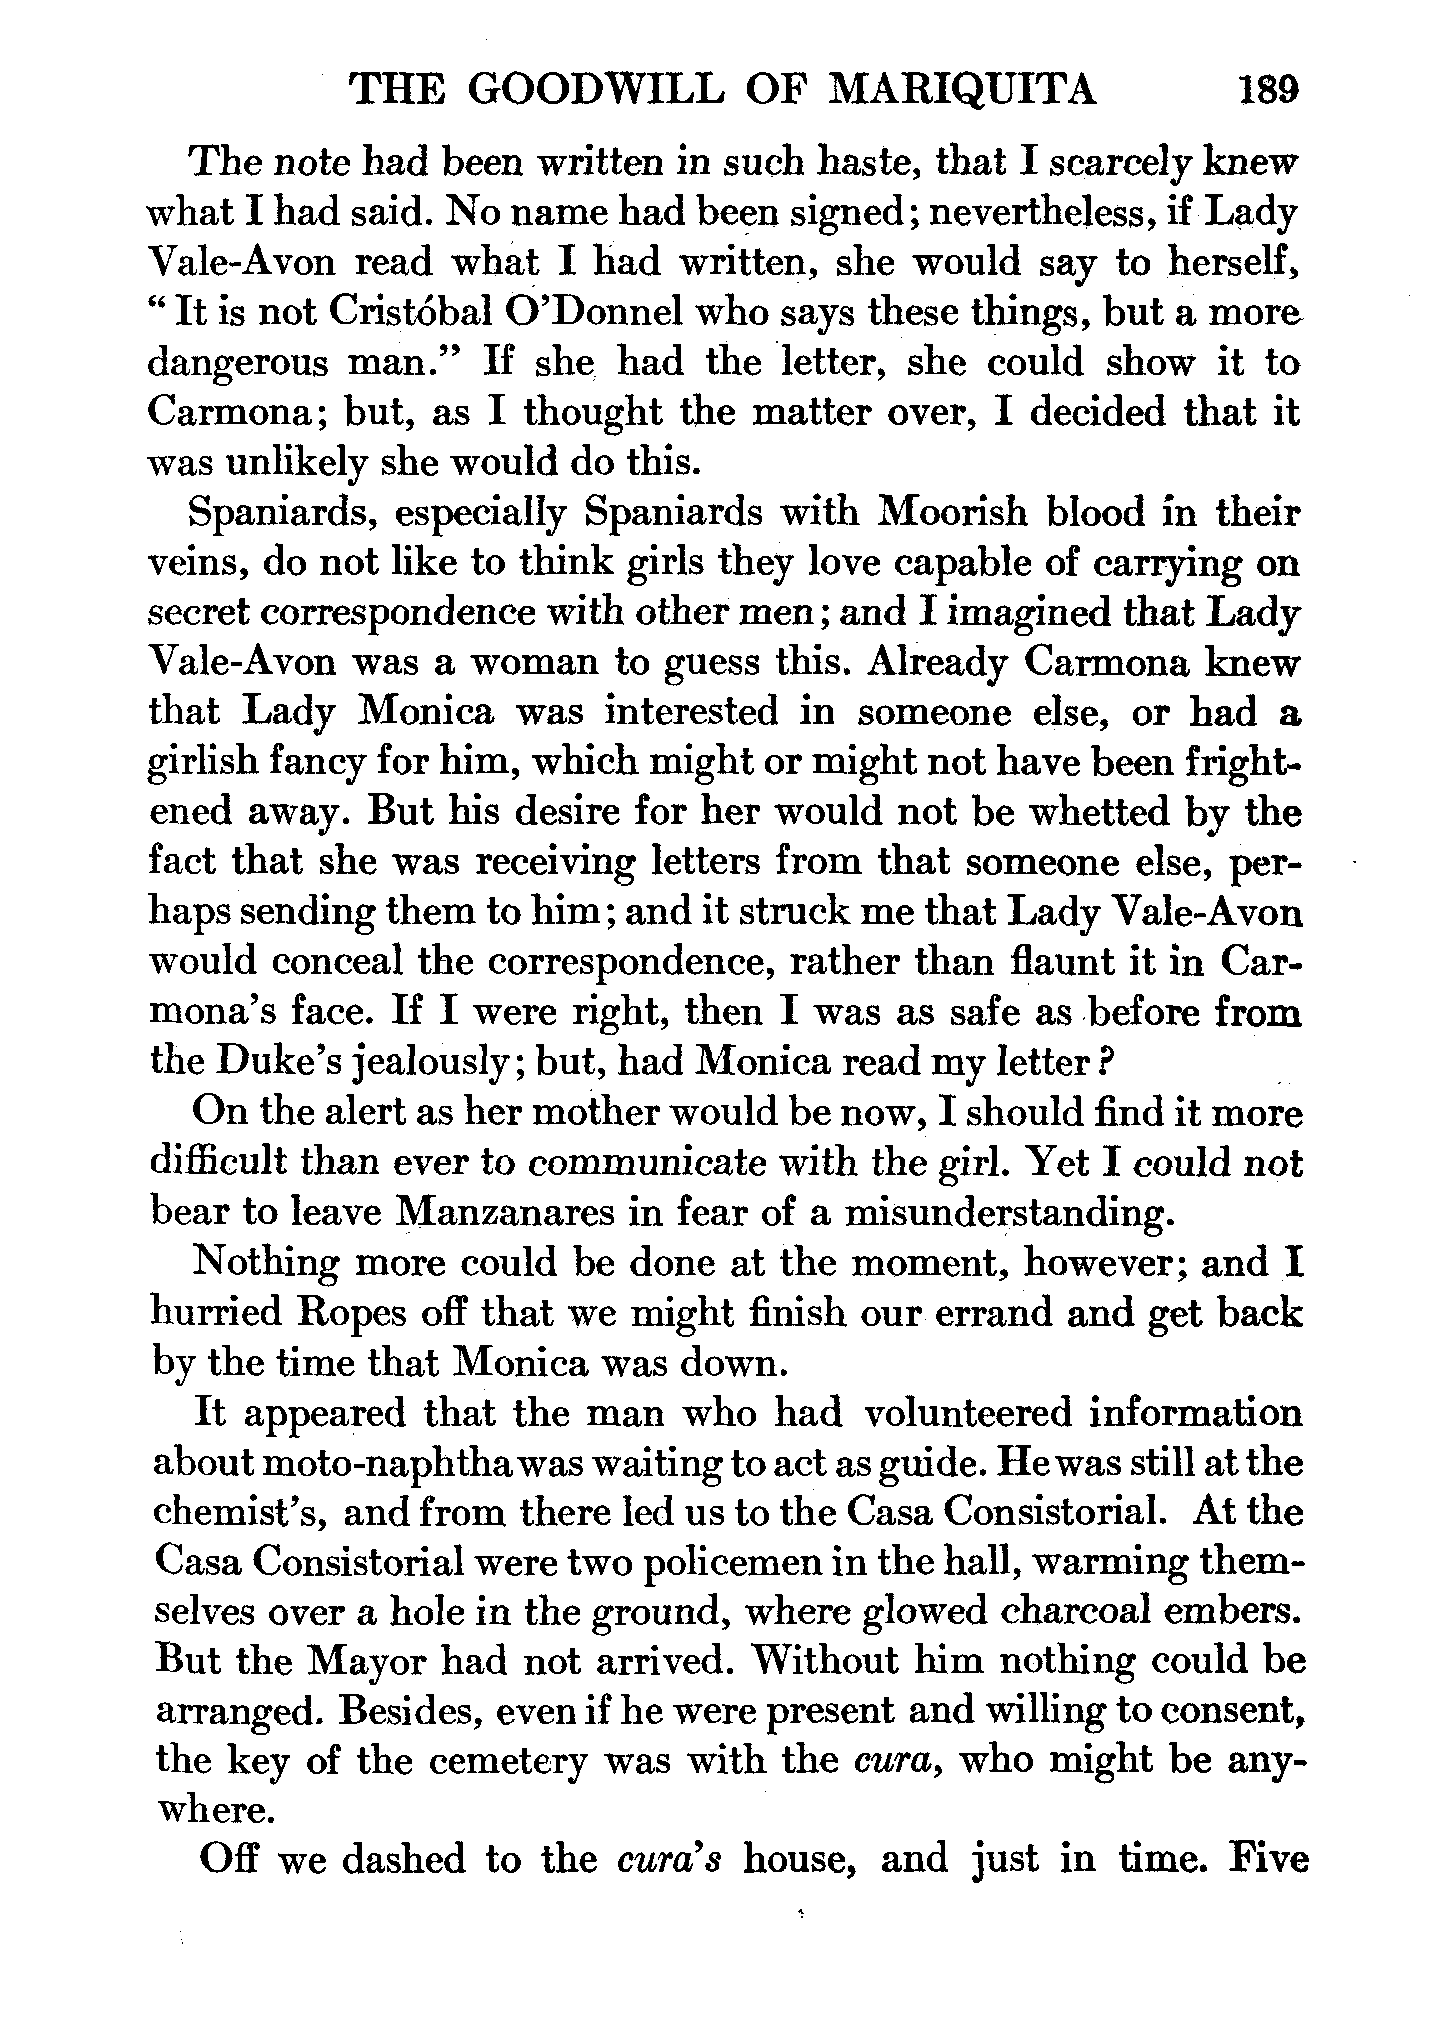 THE GOODWILL OF MARIQUITA 189
The note had been written in such haste, that I scarcely knew
what I had said. No name had been signed; nevertheless, if Lady
Vale-Avon read what I had written, she would say to herself,
“It is not Cristóbal O’Donnel who says these things, but a more
dangerous man.” If she had the letter, she could show it to
Carmona; but, as I thought the matter over, I decided that it
was unlikely she would do this.
Spaniards, especially Spaniards with Moorish blood in their
veins, do not like to think girls they love capable of carrying on
secret correspondence with other men; and I imagined that Lady
Vale-Avon was a woman to guess this. Already Carmona knew
that Lady Monica was interested in someone else, or had a
girlish fancy for him, which might or might not have been fright-
ened away. But his desire for her would not be whetted by the
fact that she was receiving letters from that someone else, per-
haps sending them to him; and it struck me that Lady Vale-Avon
would conceal the correspondence, rather than flaunt it in Car-
mona’s face. If I were right, then I was as safe as before from
the Duke’s jealously; but, had Monica read my letter?
On the alert as her mother would be now, I should find it more
difficult than ever to communicate with the girl. Yet I could not
bear to leave Manzanares in fear of a misunderstanding.
Nothing more could be done at the moment, however; and I
hurried Ropes off that we might finish our errand and get back
by the time that Monica was down.
It appeared that the man who had volunteered information
about moto-naphtha was waiting to act as guide. He was still at the
chemist’s, and from there led us to the Casa Consistorial. At the
Casa Consistorial were two policemen in the hall, warming them-
selves over a hole in the ground, where glowed charcoal embers.
But the Mayor had not arrived. Without him nothing could be
arranged. Besides, even if he were present and willing to consent,
the key of the cemetery was with the cura, who might be any-
where.
Off we dashed to the cura’s house, and just in time. Five